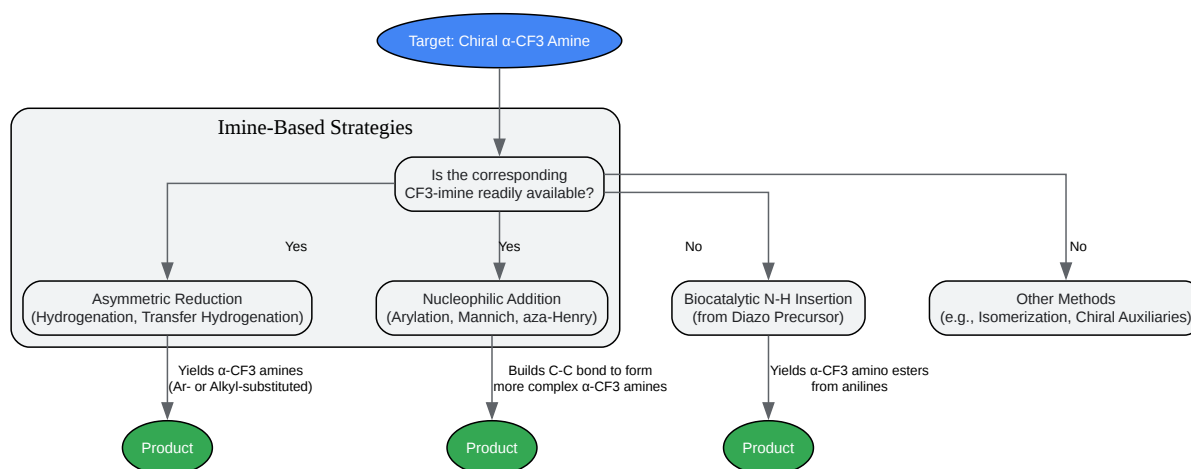 Target: Chiral α-CF3 Amine
Imine-Based Strategies
Is the corresponding
CF3-imine readily available?
Yes
Yes
No
No
Asymmetric Reduction
(Hydrogenation, Transfer Hydrogenation)
Nucleophilic Addition
(Arylation, Mannich, aza-Henry)
Biocatalytic N-H Insertion
(from Diazo Precursor)
Other Methods
(e.g., Isomerization, Chiral Auxiliaries)
Yields α-CF3 amines
(Ar- or Alkyl-substituted)
Builds C-C bond to form
more complex α-CF3 amines
Yields α-CF3 amino esters
from anilines
Product
Product
Product